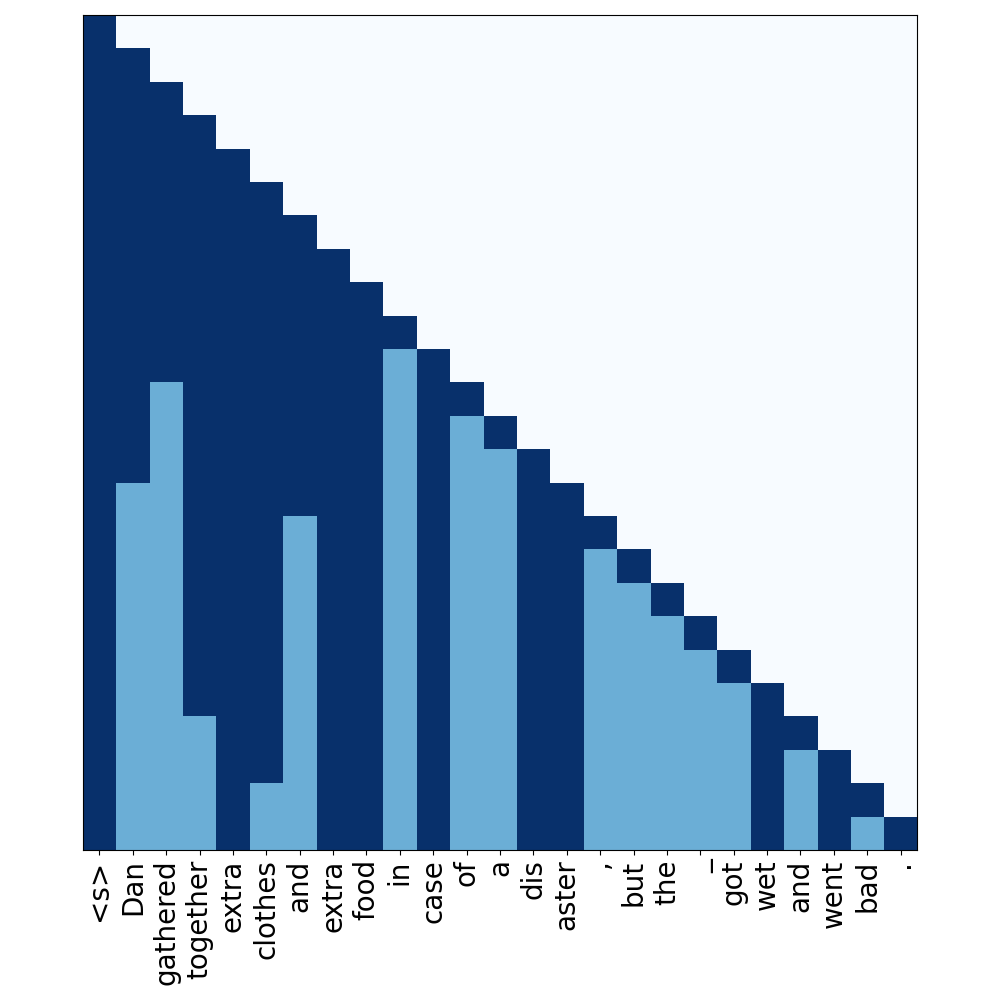 <s>
Dan
gathered
together
extra
clothes
and
extra
food
in
case
of
a
dis
aster
,
but
the
_
got
wet
and
went
bad
.